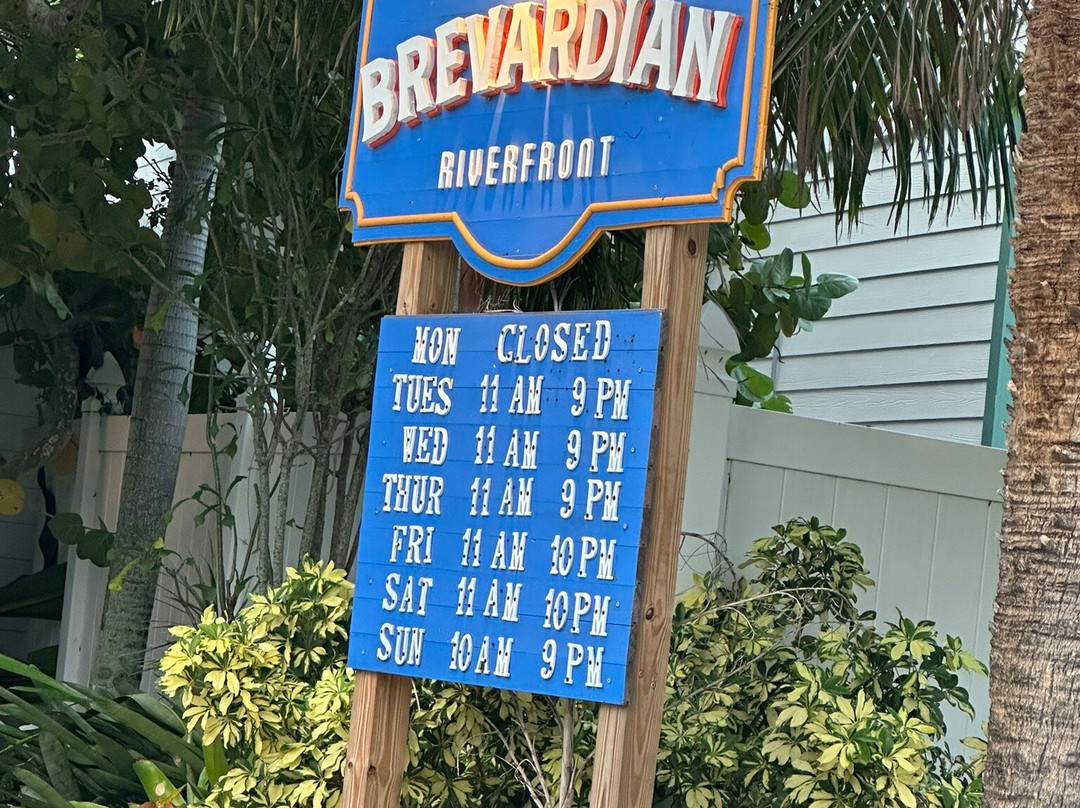 BREVARDIAN
RIVERFRONT
MON CLOSED
TUES 11 AM 9 PM
WED 11 AM 9 PM
THUR 11 AM 9 PM
FRI 11 AM 10 PM
SAT 11 AM 10 PM
SUN 10 AM 9 PM